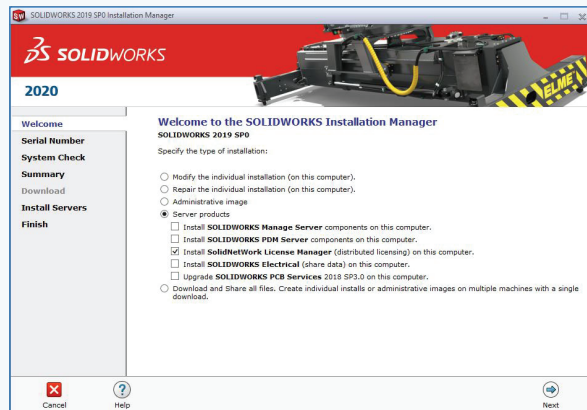 SOLIDWORKS 2019 SP0 Installation Manager
SOLIDWORKS
ELME
2020
Welcome
Serial Number
System Check
Summary
Download
Install Servers
Finish
Welcome to the SOLIDWORKS Installation Manager
SOLIDWORKS 2019 SP0
Specify the type of installation:
Modify the individual installation (on this computer).
Repair the individual installation (on this computer).
Administrative image
Server products
Install SOLIDWORKS Manage Server components on this computer.
Install SOLIDWORKS PDM Server components on this computer.
Install SolidNetWork License Manager (distributed licensing) on this computer.
Install SOLIDWORKS Electrical (share data) on this computer.
Upgrade SOLIDWORKS PCB Services 2018 SP3.0 on this computer.
Download and Share all files. Create individual installs or administrative images on multiple machines with a single
download.
Cancel
Help
Next